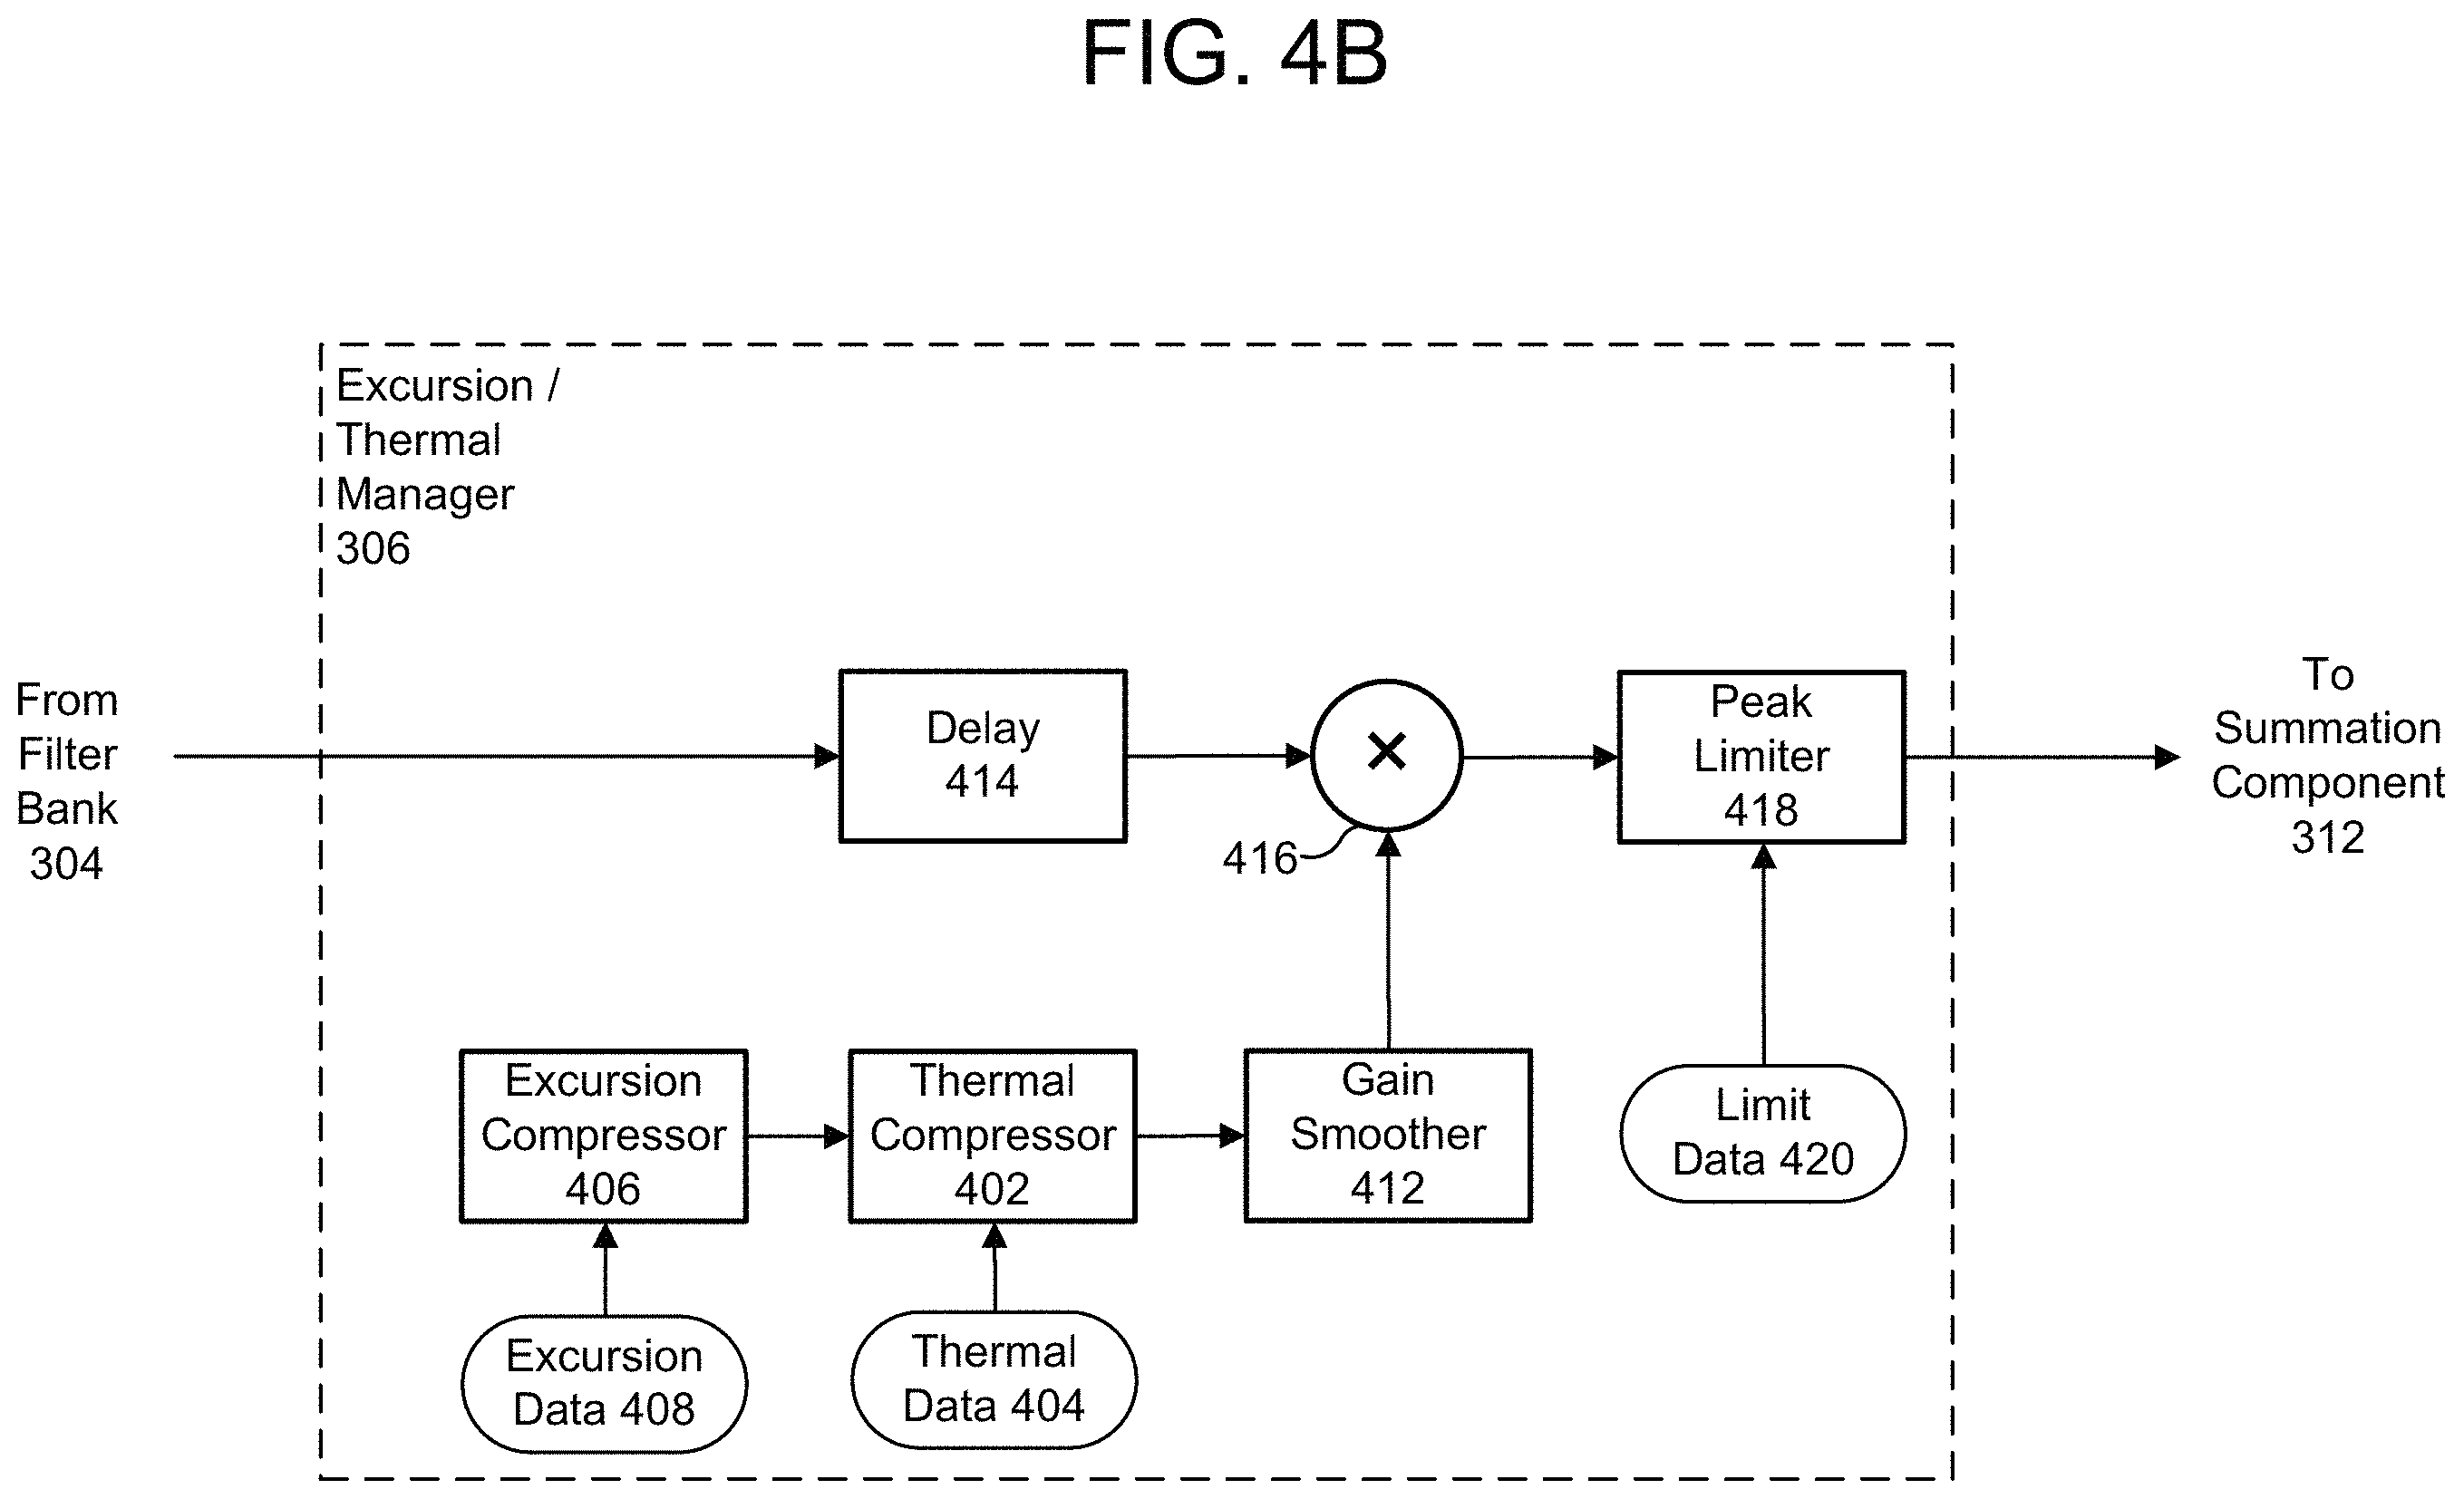 FIG. 4B
Excursion /
Thermal
Manager
306
From
Filter
Bank
304
Delay
414
×
416
Peak
Limiter
418
To
Summation
Component
312
Excursion
Compressor
406
Thermal
Compressor
402
Gain
Smoother
412
Limit
Data 420
Excursion
Data 408
Thermal
Data 404